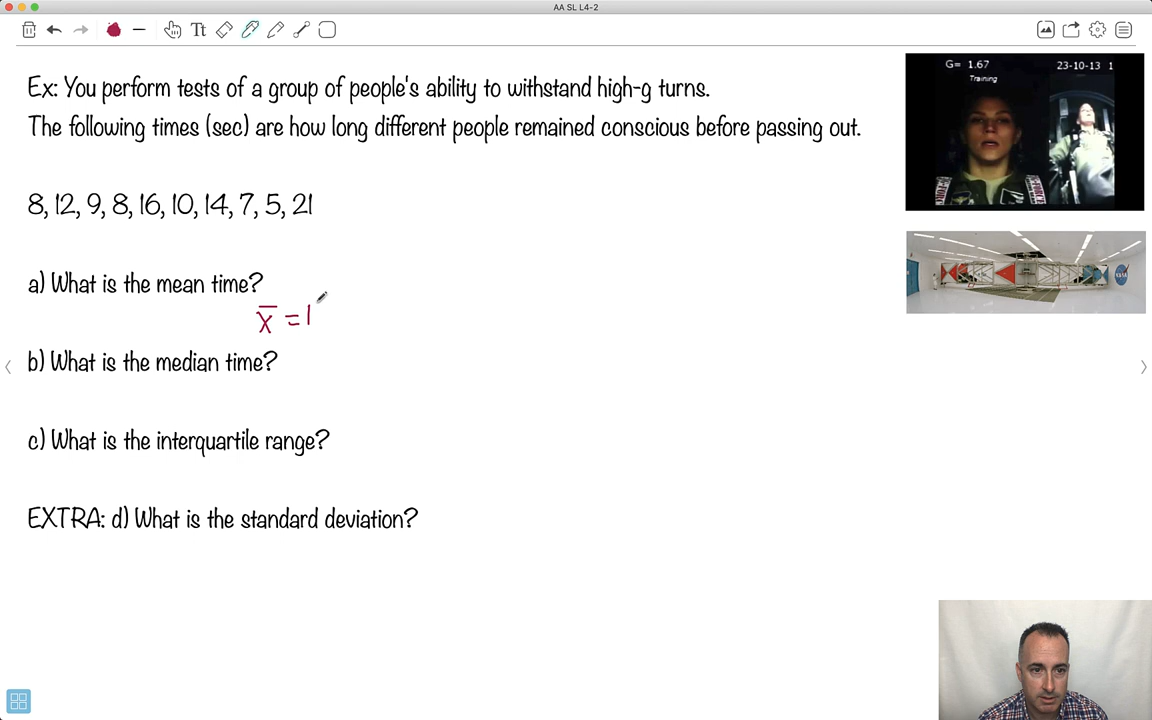 AA SL L4-2
Tt
Ex: You perform tests of a group of people's ability to withstand high-g turns.
The following times (sec) are how long different people remained conscious before passing out.
8, 12, 9, 8, 16, 10, 14, 7, 5, 21
a) What is the mean time?
x̅ = 1
b) What is the median time?
c) What is the interquartile range?
EXTRA: d) What is the standard deviation?
G= 1.67
23-10-13 1
Training
NASA